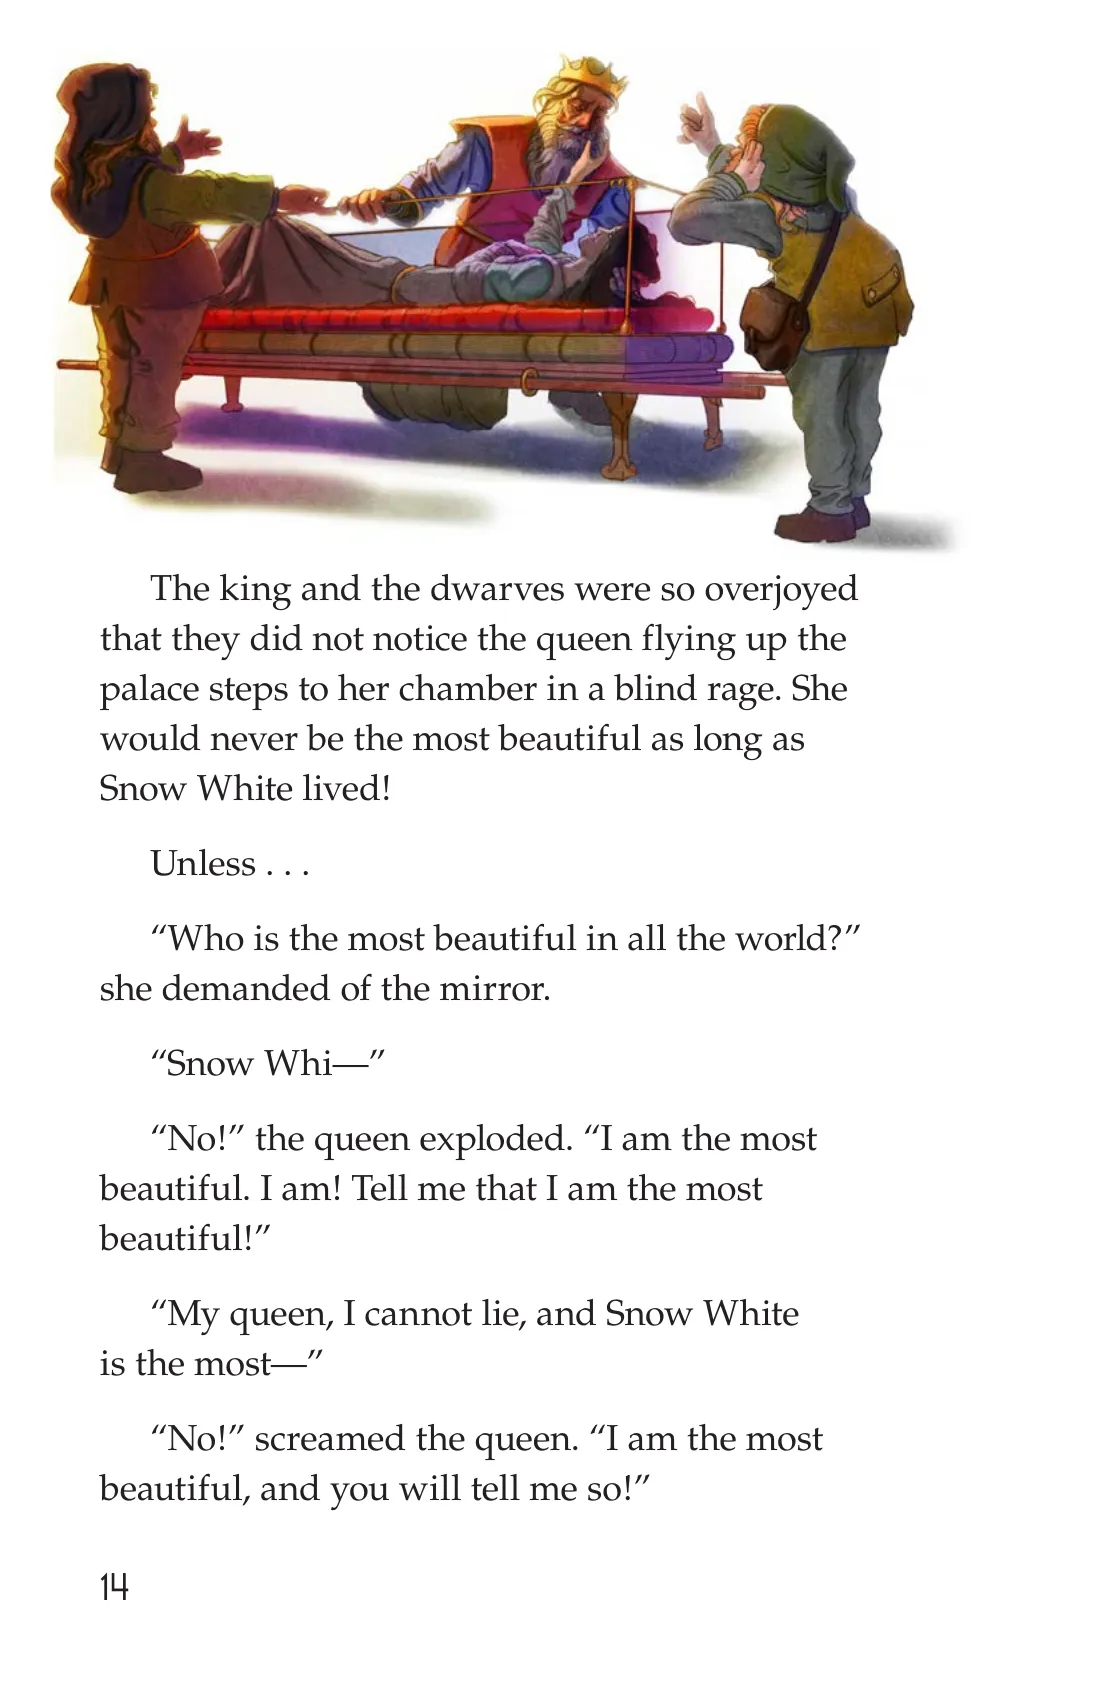 The king and the dwarves were so overjoyed
that they did not notice the queen flying up the
palace steps to her chamber in a blind rage. She
would never be the most beautiful as long as
Snow White lived!
Unless . . .
“Who is the most beautiful in all the world?”
she demanded of the mirror.
“Snow Whi—”
“No!” the queen exploded. “I am the most
beautiful. I am! Tell me that I am the most
beautiful!”
“My queen, I cannot lie, and Snow White
is the most—”
“No!” screamed the queen. “I am the most
beautiful, and you will tell me so!”
14